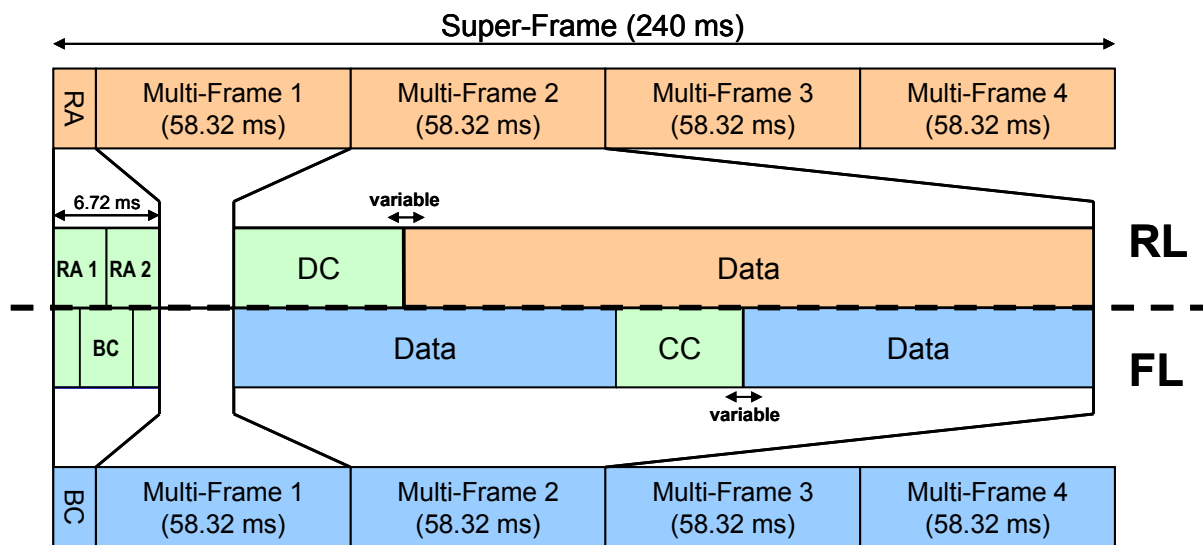 Super-Frame (240 ms)
RA
Multi-Frame 1
(58.32 ms)
Multi-Frame 2
(58.32 ms)
Multi-Frame 3
(58.32 ms)
Multi-Frame 4
(58.32 ms)
6.72 ms
variable
RA 1
RA 2
DC
Data
RL
BC
Data
CC
Data
FL
variable
BC
Multi-Frame 1
(58.32 ms)
Multi-Frame 2
(58.32 ms)
Multi-Frame 3
(58.32 ms)
Multi-Frame 4
(58.32 ms)